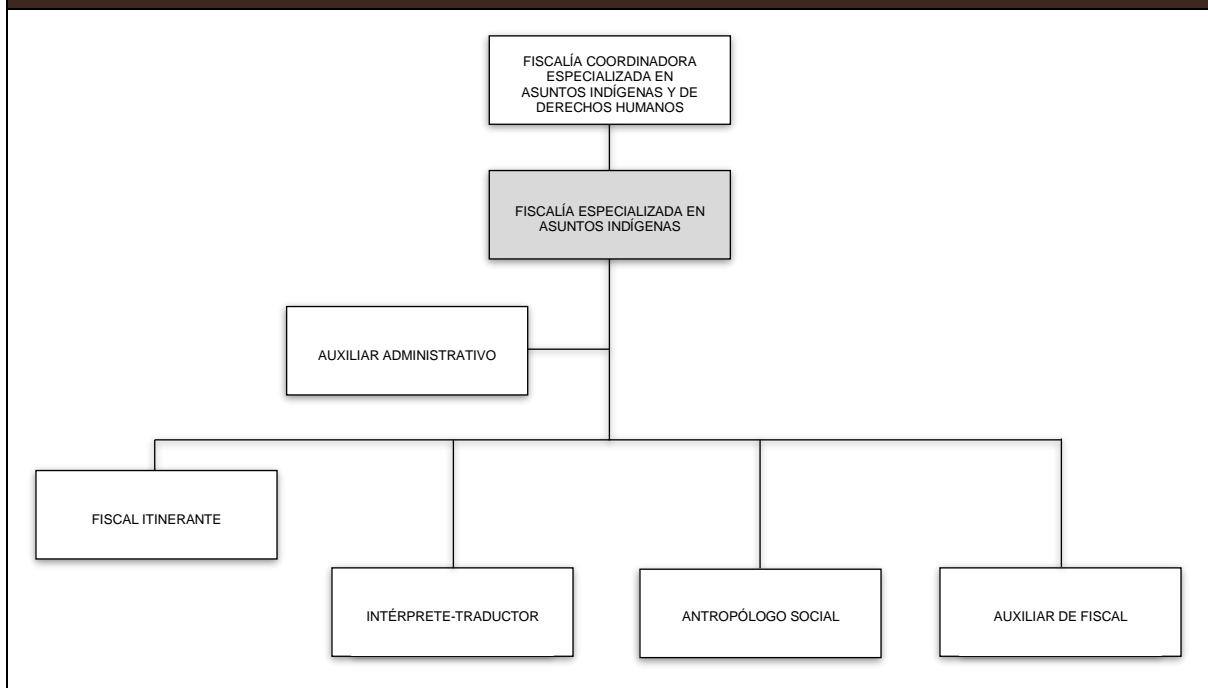 FISCALÍA COORDINADORA
ESPECIALIZADA EN
ASUNTOS INDÍGENAS Y DE
DERECHOS HUMANOS
FISCALÍA ESPECIALIZADA EN
ASUNTOS INDÍGENAS
AUXILIAR ADMINISTRATIVO
FISCAL ITINERANTE
INTÉRPRETE-TRADUCTOR
ANTROPÓLOGO SOCIAL
AUXILIAR DE FISCAL